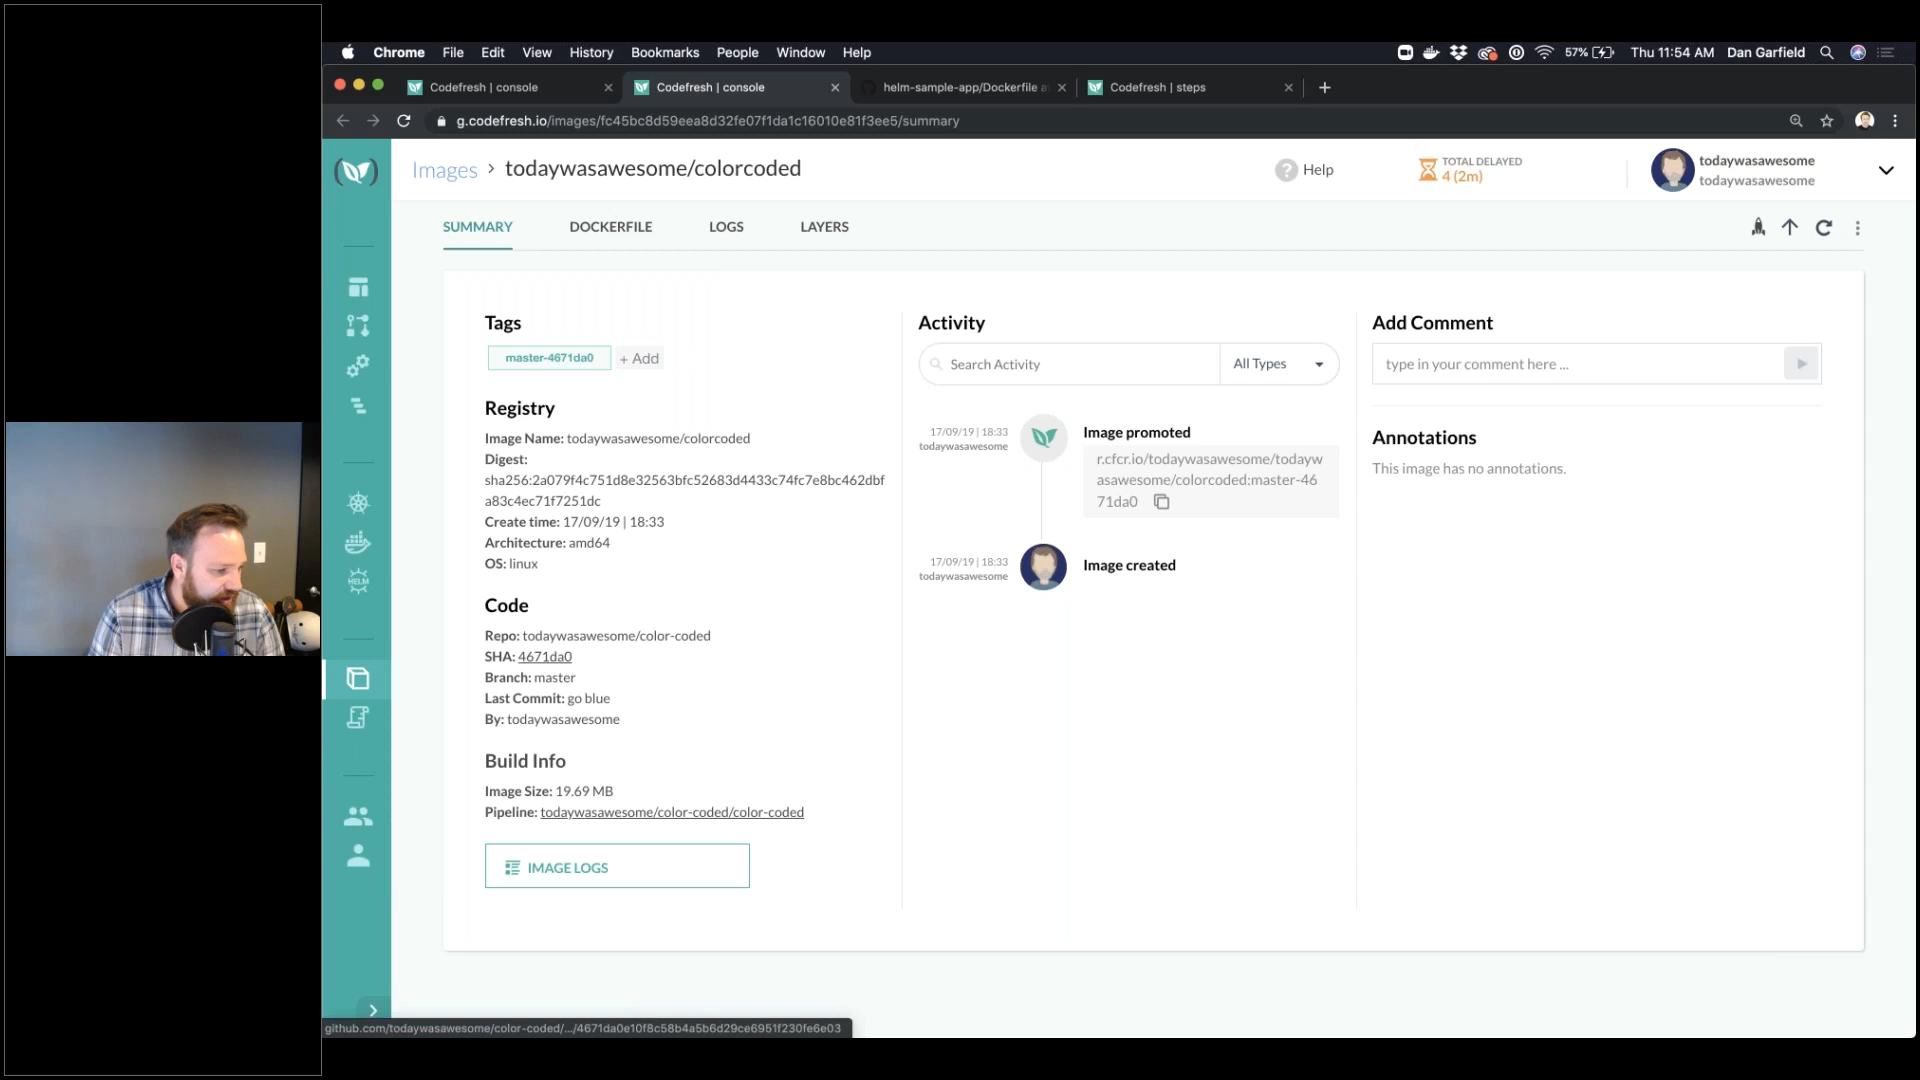 Chrome File Edit View History Bookmarks People Window Help
57% Thu 11:54 AM Dan Garfield
Codefresh | console
Codefresh | console
helm-sample-app/Dockerfile a
Codefresh | steps
g.codefresh.io/images/fc45bc8d59eea8d32fe07f1da1c16010e81f3ee5/summary
Images > todaywasawesome/colorcoded
? Help
TOTAL DELAYED
4 (2m)
todaywasawesome
todaywasawesome
SUMMARY DOCKERFILE LOGS LAYERS
HELM
Tags
master-4671da0 + Add
Registry
Image Name: todaywasawesome/colorcoded
Digest:
sha256:2a079f4c751d8e32563bfc52683d4433c74fc7e8bc462dbf
a83c4ec71f7251dc
Create time: 17/09/19 | 18:33
Architecture: amd64
OS: linux
Code
Repo: todaywasawesome/color-coded
SHA: 4671da0
Branch: master
Last Commit: go blue
By: todaywasawesome
Build Info
Image Size: 19.69 MB
Pipeline: todaywasawesome/color-coded/color-coded
IMAGE LOGS
Activity
Search Activity All Types
17/09/19 | 18:33
todaywasawesome
Image promoted
r.cfcr.io/todaywasawesome/todayw
asawesome/colorcoded:master-46
71da0
17/09/19 | 18:33
todaywasawesome
Image created
Add Comment
type in your comment here ...
Annotations
This image has no annotations.
github.com/todaywasawesome/color-coded/.../4671da0e10f8c58b4a5b6d29ce6951f230fe6e03